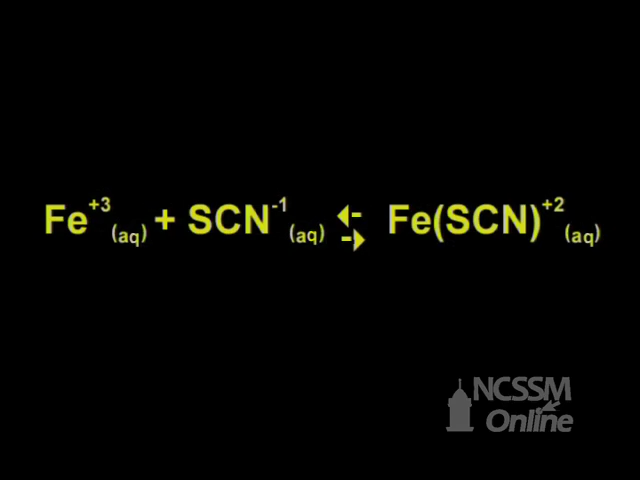 Fe⁺³(aq) + SCN⁻¹(aq) ⇆ Fe(SCN)⁺²(aq)
NCSSM
Online